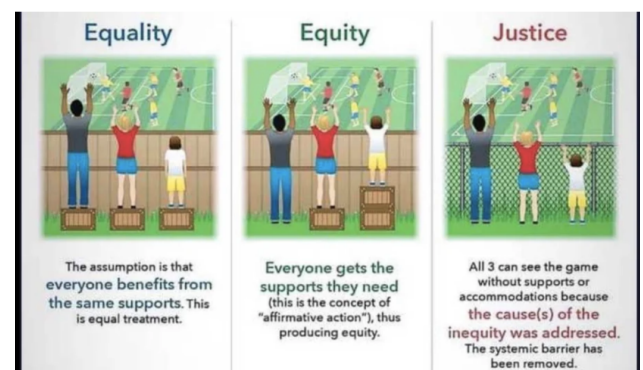 Equality
The assumption is that
everyone benefits from
the same supports. This
is equal treatment.
Equity
Everyone gets the
supports they need
(this is the concept of
"affirmative action"), thus
producing equity.
Justice
All 3 can see the game
without supports or
accommodations because
the cause(s) of the
inequity was addressed.
The systemic barrier has
been removed.